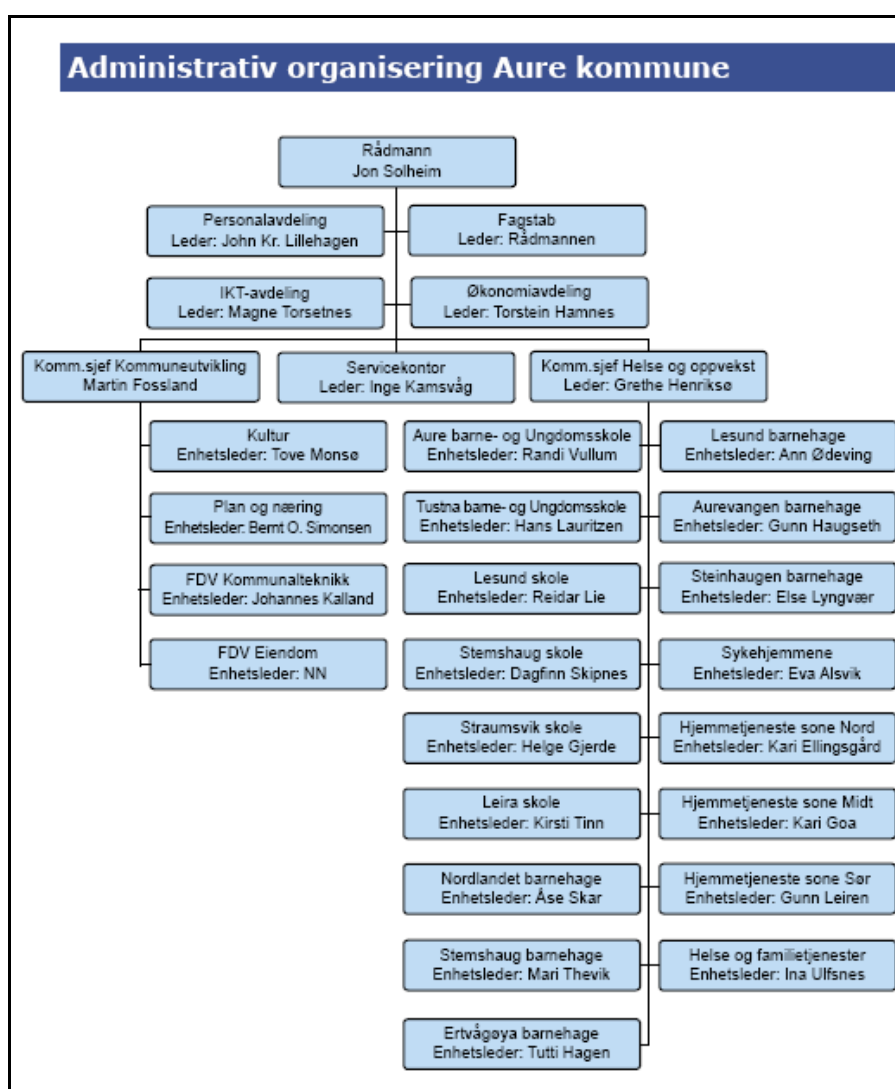 Administrativ organisering Aure kommune
Rådmann
Jon Solheim
Personalavdeling
Leder: John Kr. Lillehagen
Fagstab
Leder: Rådmannen
IKT-avdeling
Leder: Magne Torsetnes
Økonomiavdeling
Leder: Torstein Hamnes
Komm.sjef Kommuneutvikling
Martin Fossland
Servicekontor
Leder: Inge Kamsvåg
Komm.sjef Helse og oppvekst
Leder: Grethe Henriksø
Kultur
Enhetsleder: Tove Monsø
Plan og næring
Enhetsleder: Bernt O. Simonsen
FDV Kommunalteknikk
Enhetsleder: Johannes Kalland
FDV Eiendom
Enhetsleder: NN
Aure barne- og Ungdomsskole
Enhetsleder: Randi Vullum
Tustna barne- og Ungdomsskole
Enhetsleder: Hans Lauritzen
Lesund skole
Enhetsleder: Reidar Lie
Stemshaug skole
Enhetsleder: Dagfinn Skipnes
Straumsvik skole
Enhetsleder: Helge Gjerde
Leira skole
Enhetsleder: Kirsti Tinn
Nordlandet barnehage
Enhetsleder: Åse Skar
Stemshaug barnehage
Enhetsleder: Mari Thevik
Ertvågøya barnehage
Enhetsleder: Tutti Hagen
Lesund barnehage
Enhetsleder: Ann Ødeving
Aurevangen barnehage
Enhetsleder: Gunn Haugseth
Steinhaugen barnehage
Enhetsleder: Else Lyngvær
Sykehjemmene
Enhetsleder: Eva Alsvik
Hjemmetjeneste sone Nord
Enhetsleder: Kari Ellingsgård
Hjemmetjeneste sone Midt
Enhetsleder: Kari Goa
Hjemmetjeneste sone Sør
Enhetsleder: Gunn Leiren
Helse og familietjenester
Enhetsleder: Ina Ulfsnes